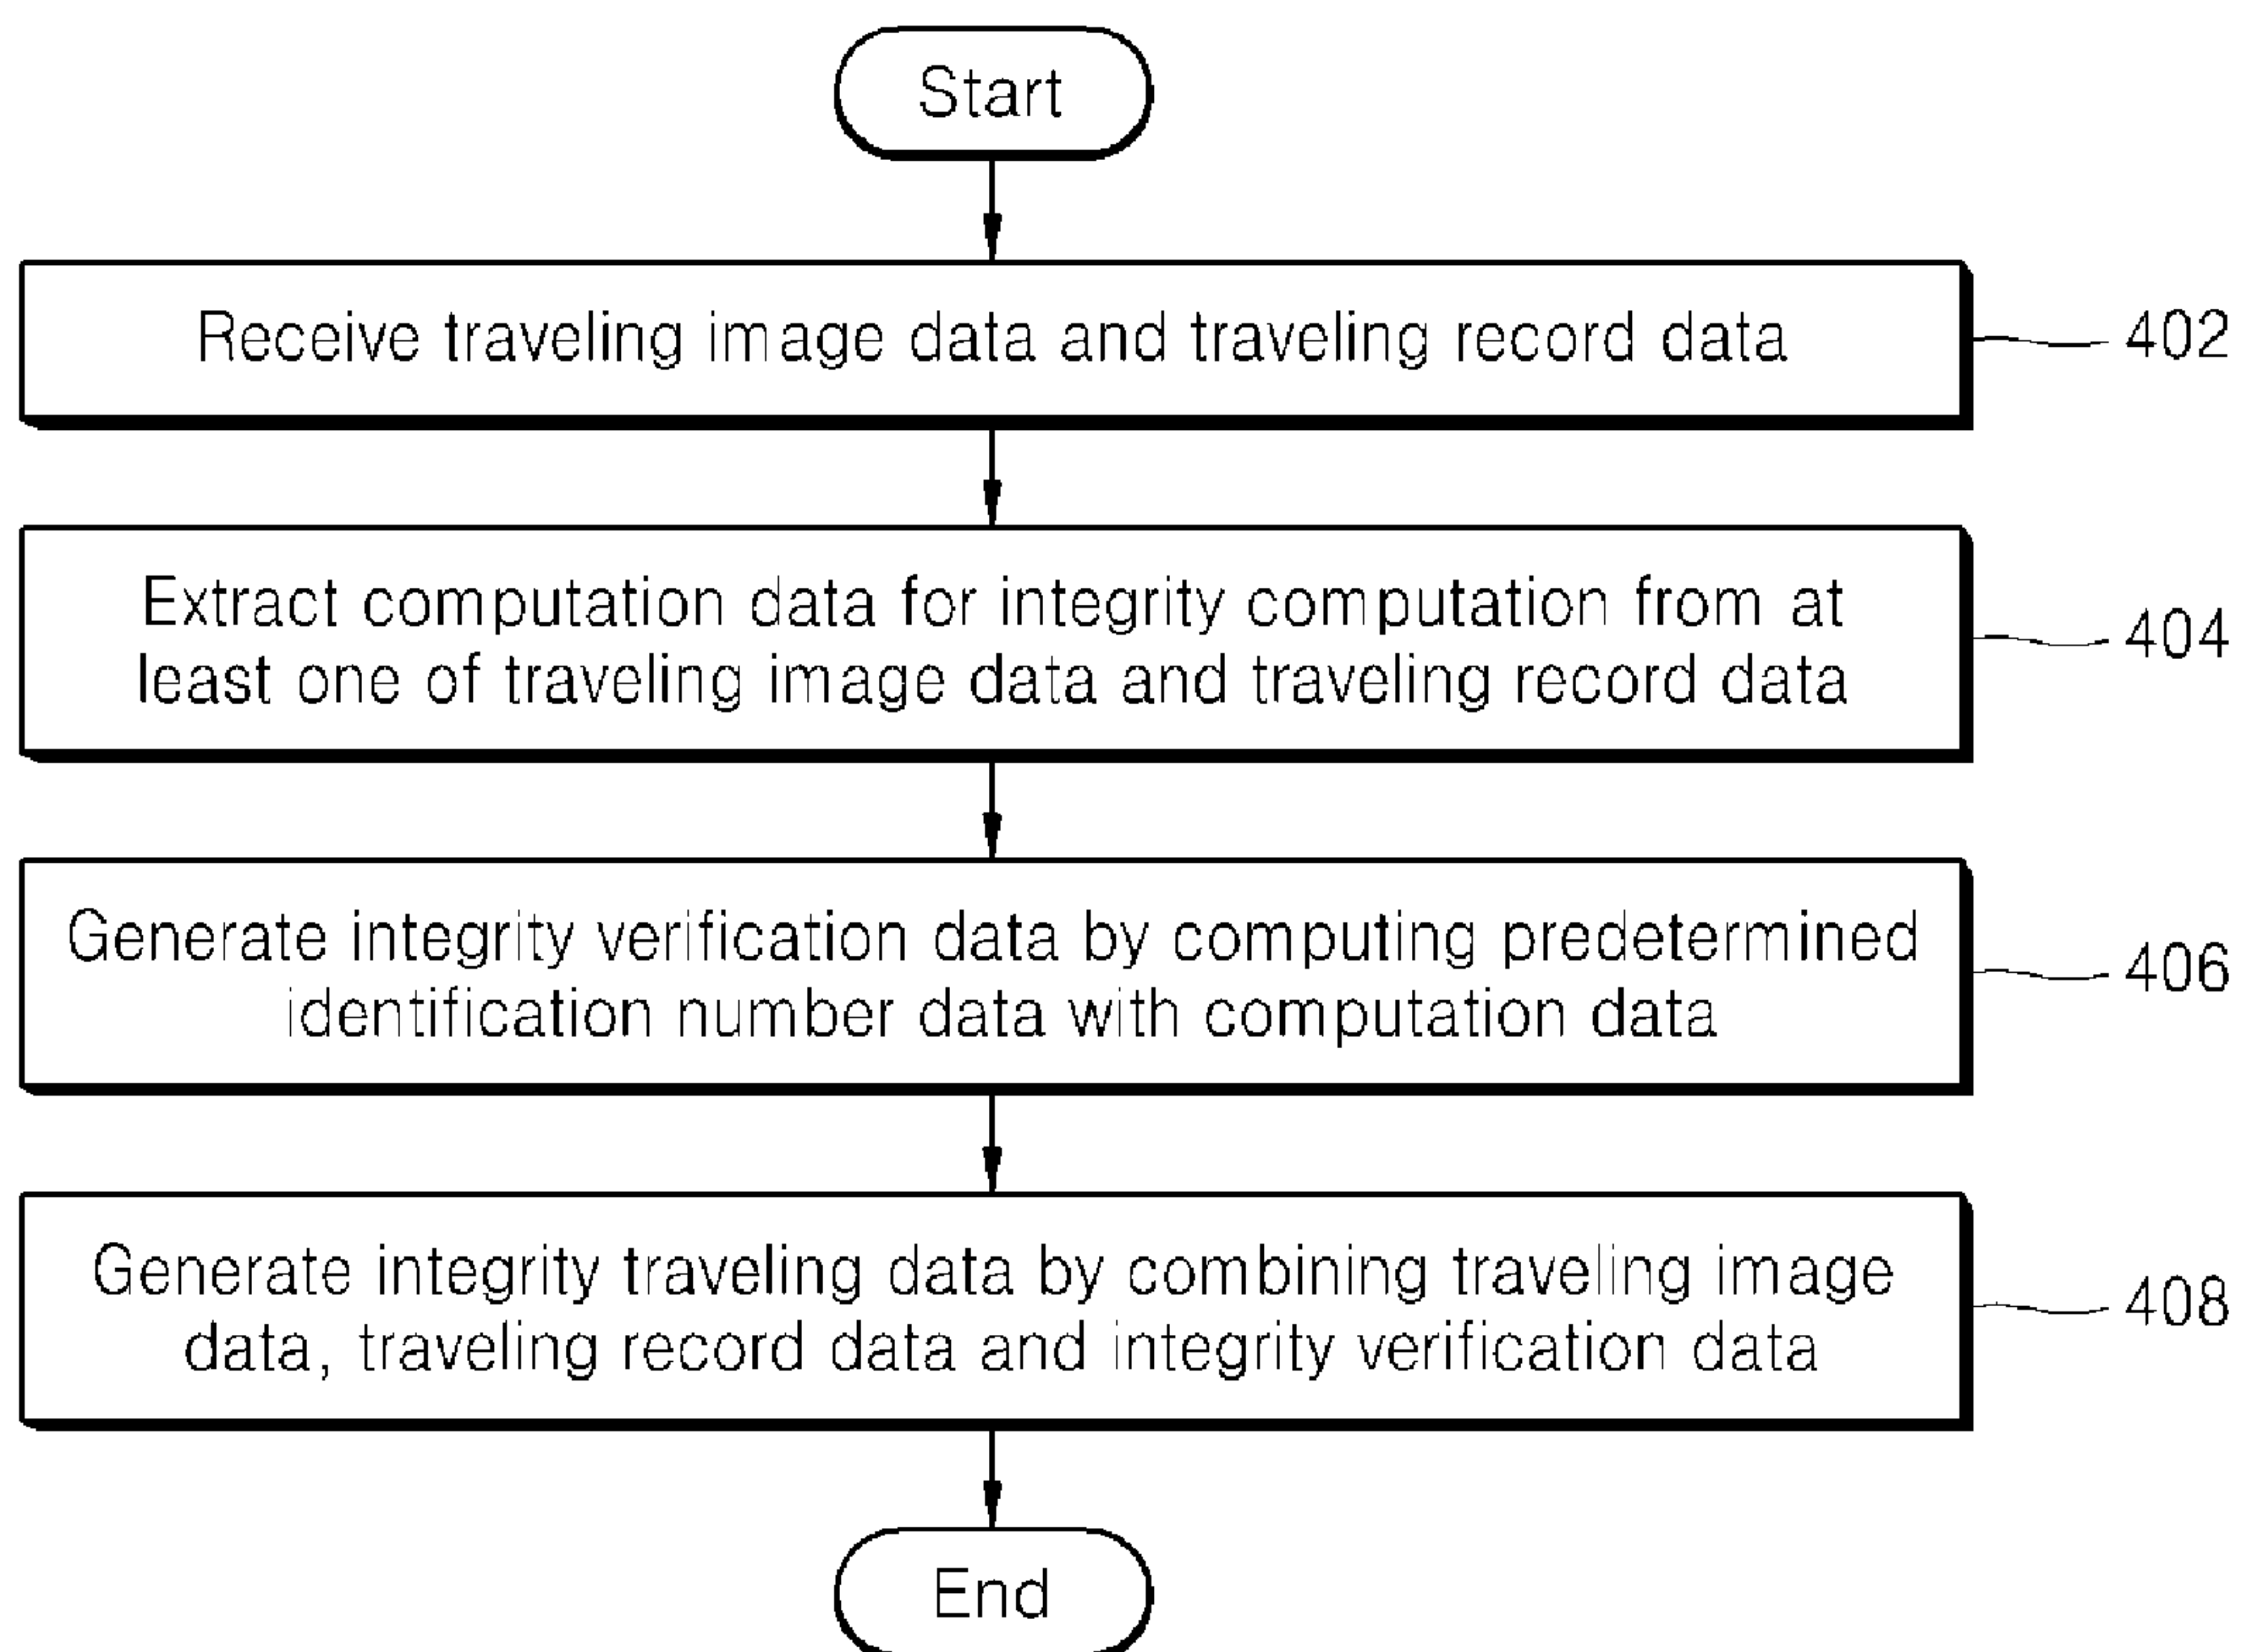 Start
Receive traveling image data and traveling record data
402
Extract computation data for integrity computation from at
least one of traveling image data and traveling record data
404
Generate integrity verification data by computing predetermined
identification number data with computation data
406
Generate integrity traveling data by combining traveling image
data, traveling record data and integrity verification data
408
End